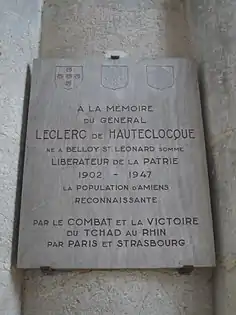 À LA MEMOIRE
DU GENERAL
LECLERC DE HAUTECLOCQUE
NE A BELLOY ST LEONARD SOMME
LIBERATEUR DE LA PATRIE
1902 - 1947
LA POPULATION D'AMIENS
RECONNAISSANTE
PAR LE COMBAT ET LA VICTOIRE
DU TCHAD AU RHIN
PAR PARIS ET STRASBOURG